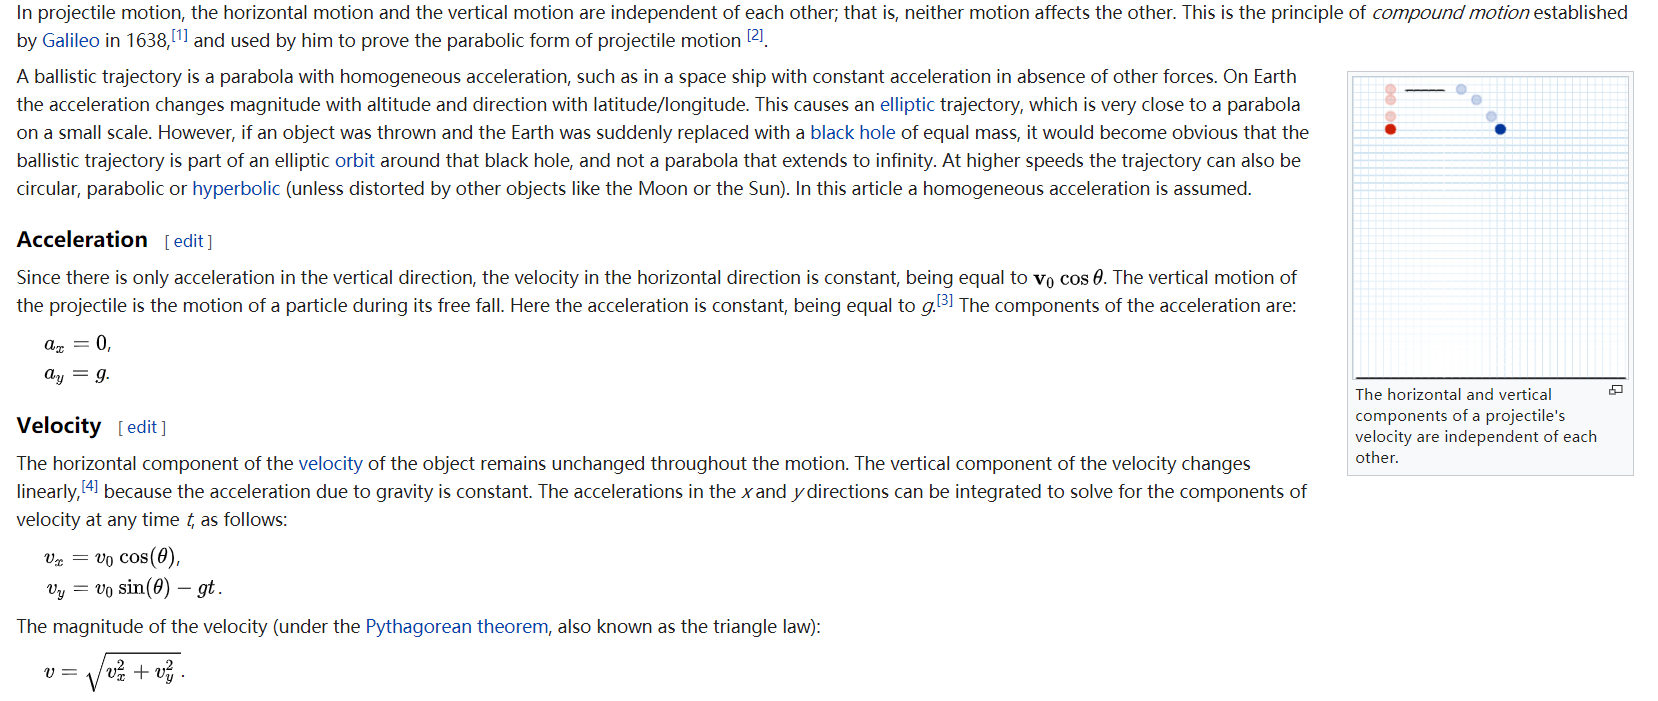 In projectile motion, the horizontal motion and the vertical motion are independent of each other; that is, neither motion affects the other. This is the principle of compound motion established
by Galileo in 1638,[1] and used by him to prove the parabolic form of projectile motion [2].
A ballistic trajectory is a parabola with homogeneous acceleration, such as in a space ship with constant acceleration in absence of other forces. On Earth
the acceleration changes magnitude with altitude and direction with latitude/longitude. This causes an elliptic trajectory, which is very close to a parabola
on a small scale. However, if an object was thrown and the Earth was suddenly replaced with a black hole of equal mass, it would become obvious that the
ballistic trajectory is part of an elliptic orbit around that black hole, and not a parabola that extends to infinity. At higher speeds the trajectory can also be
circular, parabolic or hyperbolic (unless distorted by other objects like the Moon or the Sun). In this article a homogeneous acceleration is assumed.
Acceleration [ edit ]
Since there is only acceleration in the vertical direction, the velocity in the horizontal direction is constant, being equal to v₀ cos θ. The vertical motion of
the projectile is the motion of a particle during its free fall. Here the acceleration is constant, being equal to g.[3] The components of the acceleration are:
aₓ = 0,
a_y = g.
Velocity [ edit ]
The horizontal component of the velocity of the object remains unchanged throughout the motion. The vertical component of the velocity changes
linearly,[4] because the acceleration due to gravity is constant. The accelerations in the x and y directions can be integrated to solve for the components of
velocity at any time t, as follows:
vₓ = v₀ cos(θ),
v_y = v₀ sin(θ) − gt.
The magnitude of the velocity (under the Pythagorean theorem, also known as the triangle law):
v = √(vₓ² + v_y²).
The horizontal and vertical
components of a projectile's
velocity are independent of each
other.